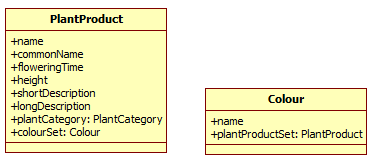 PlantProduct
+name
+commonName
+floweringTime
+height
+shortDescription
+longDescription
+plantCategory: PlantCategory
+colourSet: Colour
Colour
+name
+plantProductSet: PlantProduct